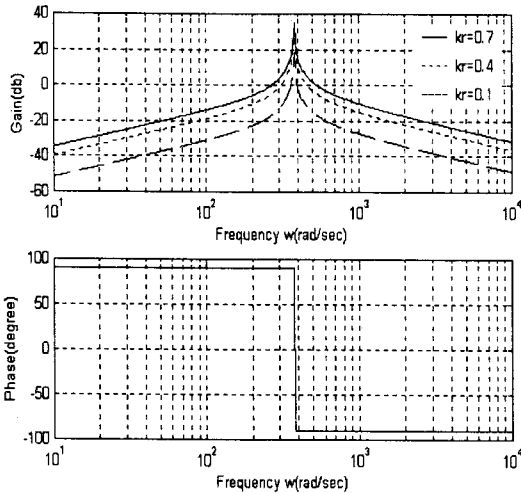 40
20
0
-20
-40
-60
Gain(db)
kr=0.7
kr=0.4
kr=0.1
10^1
10^2
10^3
10^4
Frequency w(rad/sec)
100
50
0
-50
-100
Phase(degree)
10^1
10^2
10^3
10^4
Frequency w(rad/sec)